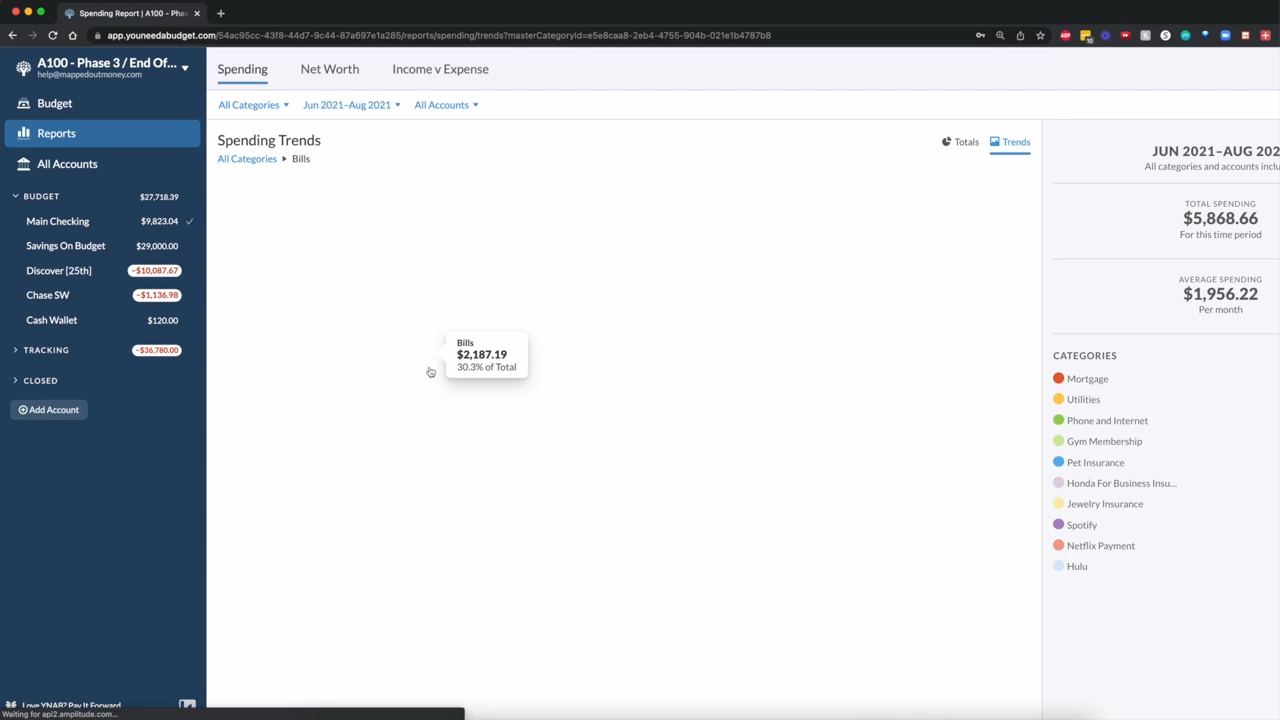 Spending Report | A100 - Pha
app.youneedabudget.com/54ac95cc-43f8-44d7-9c44-87a697e1a285/reports/spending/trends?masterCategoryId=e5e8caa8-2eb4-4755-904b-021e1b4787b8
A100 - Phase 3 / End Of...
help@mappedoutmoney.com
Budget
Reports
All Accounts
BUDGET $27,718.39
Main Checking $9,823.04
Savings On Budget $29,000.00
Discover [25th] -$10,087.67
Chase SW -$1,136.98
Cash Wallet $120.00
TRACKING -$36,780.00
CLOSED
Add Account
Love YNAB? Pay It Forward
Waiting for api2.amplitude.com...
Spending Net Worth Income v Expense
All Categories Jun 2021–Aug 2021 All Accounts
Spending Trends
All Categories Bills
Totals Trends
Bills
$2,187.19
30.3% of Total
JUN 2021–AUG 202
All categories and accounts inclu
TOTAL SPENDING
$5,868.66
For this time period
AVERAGE SPENDING
$1,956.22
Per month
CATEGORIES
Mortgage
Utilities
Phone and Internet
Gym Membership
Pet Insurance
Honda For Business Insu...
Jewelry Insurance
Spotify
Netflix Payment
Hulu